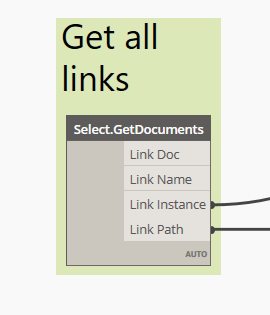 Get all
links
Select.GetDocuments
Link Doc
Link Name
Link Instance
Link Path
AUTO